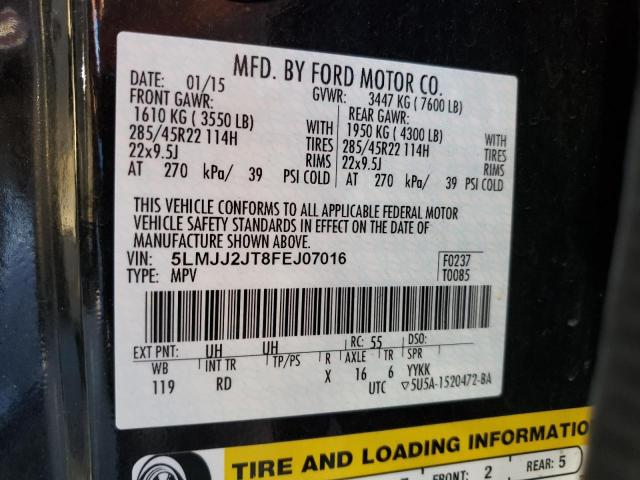 MFD. BY FORD MOTOR CO.
DATE: 01/15 GVWR: 3447 KG ( 7600 LB)
FRONT GAWR: REAR GAWR:
1610 KG ( 3550 LB) WITH 1950 KG ( 4300 LB) WITH
285/45R22 114H TIRES 285/45R22 114H TIRES
22x9.5J RIMS 22x9.5J RIMS
AT 270 kPa/ 39 PSI COLD AT 270 kPa/ 39 PSI COLD
THIS VEHICLE CONFORMS TO ALL APPLICABLE FEDERAL MOTOR
VEHICLE SAFETY STANDARDS IN EFFECT ON THE DATE OF
MANUFACTURE SHOWN ABOVE.
VIN: 5LMJJ2JT8FEJ07016 F0237
TYPE: MPV T0085
EXT PNT: UH UH RC: 55 DSO:
WB INT TR TP/PS R AXLE TR SPR
119 RD X 16 6 YYKK
UTC ▽5U5A-1520472-BA
TIRE AND LOADING INFORMATIO
FRONT: 2 REAR: 5